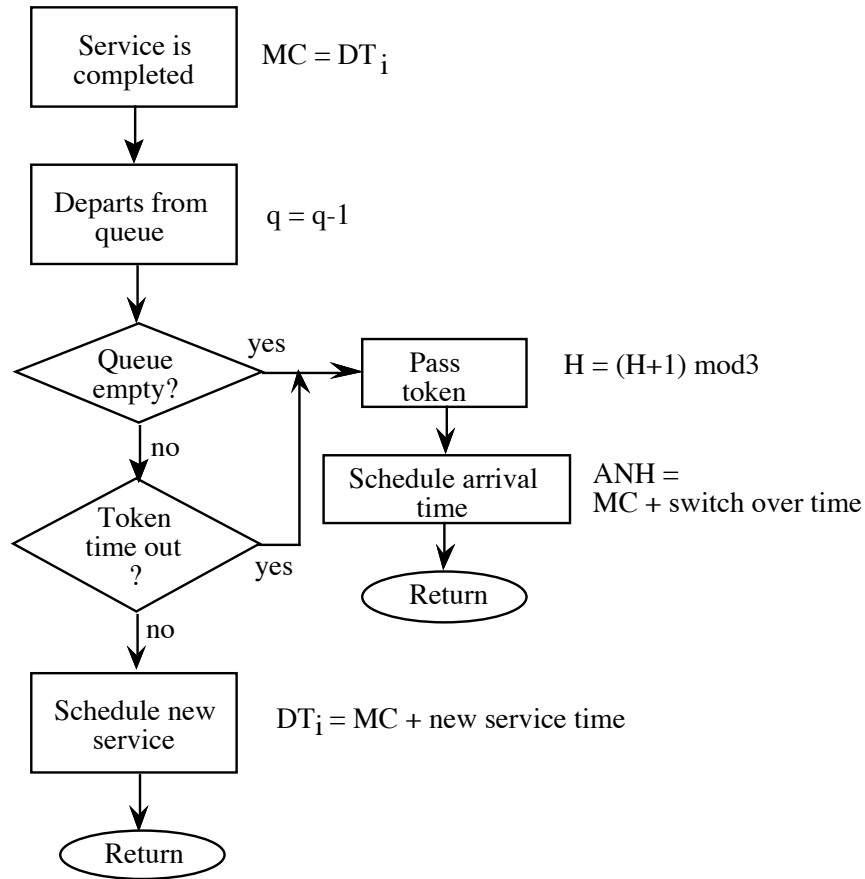 Service is
completed
MC = DTi
Departs from
queue
q = q-1
Queue
empty?
yes
Pass
token
H = (H+1) mod3
no
Schedule arrival
time
ANH =
MC + switch over time
Token
time out
?
yes
Return
no
Schedule new
service
DTi = MC + new service time
Return